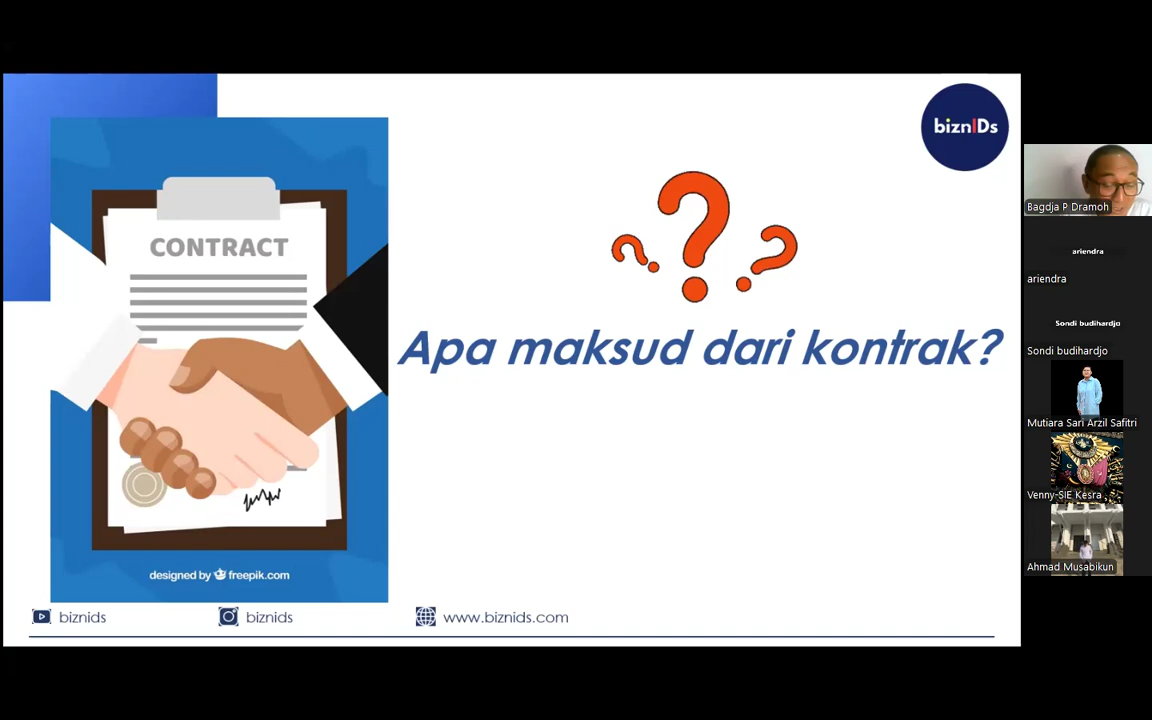 biznIDs
CONTRACT
Apa maksud dari kontrak?
designed by freepik.com
biznids
biznids
www.biznids.com
Bagdja P Dramoh
ariendra
ariendra
Sondi budihardjo
Sondi budihardjo
Mutiara Sari Arzil Safitri
Venny-SIE Kesra
Ahmad Musabikun